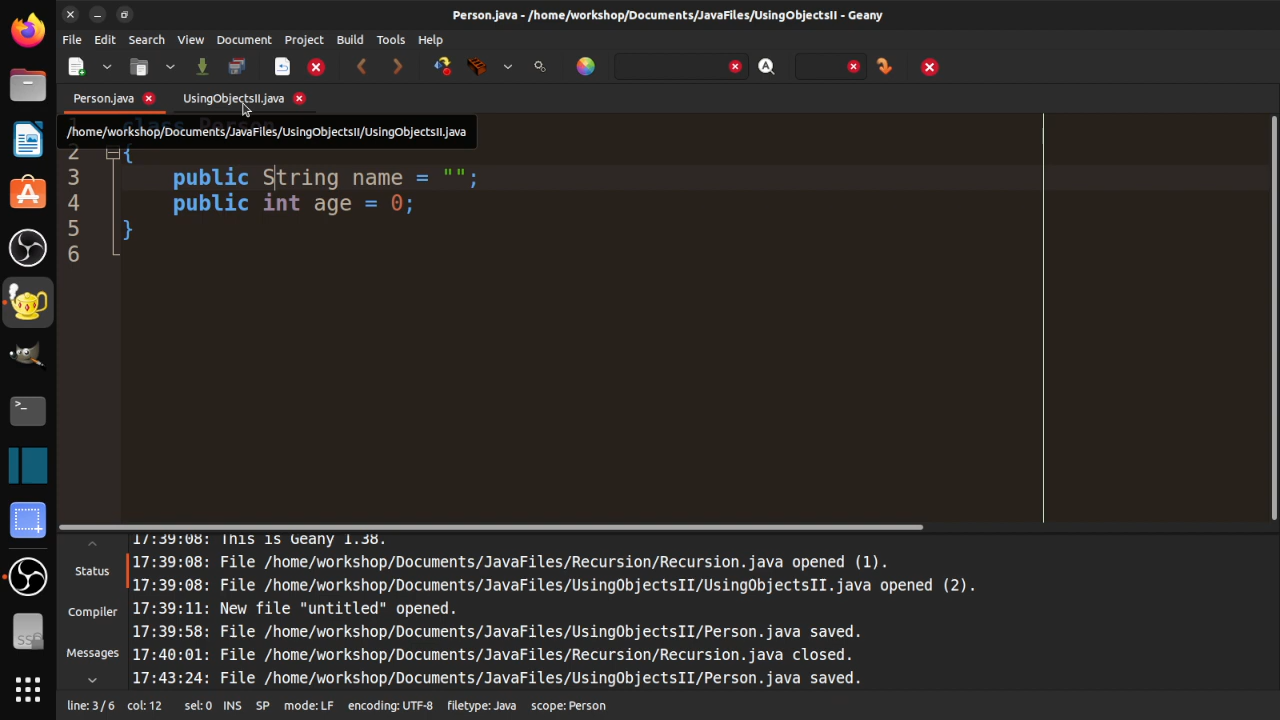 Person.java - /home/workshop/Documents/JavaFiles/UsingObjectsII - Geany
File Edit Search View Document Project Build Tools Help
Person.java UsingObjectsII.java
1 class Person
/home/workshop/Documents/JavaFiles/UsingObjectsII/UsingObjectsII.java
2 {
3 public String name = "";
4 public int age = 0;
5 }
6
17:39:08: This is Geany 1.38.
Status
17:39:08: File /home/workshop/Documents/JavaFiles/Recursion/Recursion.java opened (1).
17:39:08: File /home/workshop/Documents/JavaFiles/UsingObjectsII/UsingObjectsII.java opened (2).
Compiler
17:39:11: New file "untitled" opened.
17:39:58: File /home/workshop/Documents/JavaFiles/UsingObjectsII/Person.java saved.
Messages
17:40:01: File /home/workshop/Documents/JavaFiles/Recursion/Recursion.java closed.
17:43:24: File /home/workshop/Documents/JavaFiles/UsingObjectsII/Person.java saved.
line: 3 / 6 col: 12 sel: 0 INS SP mode: LF encoding: UTF-8 filetype: Java scope: Person